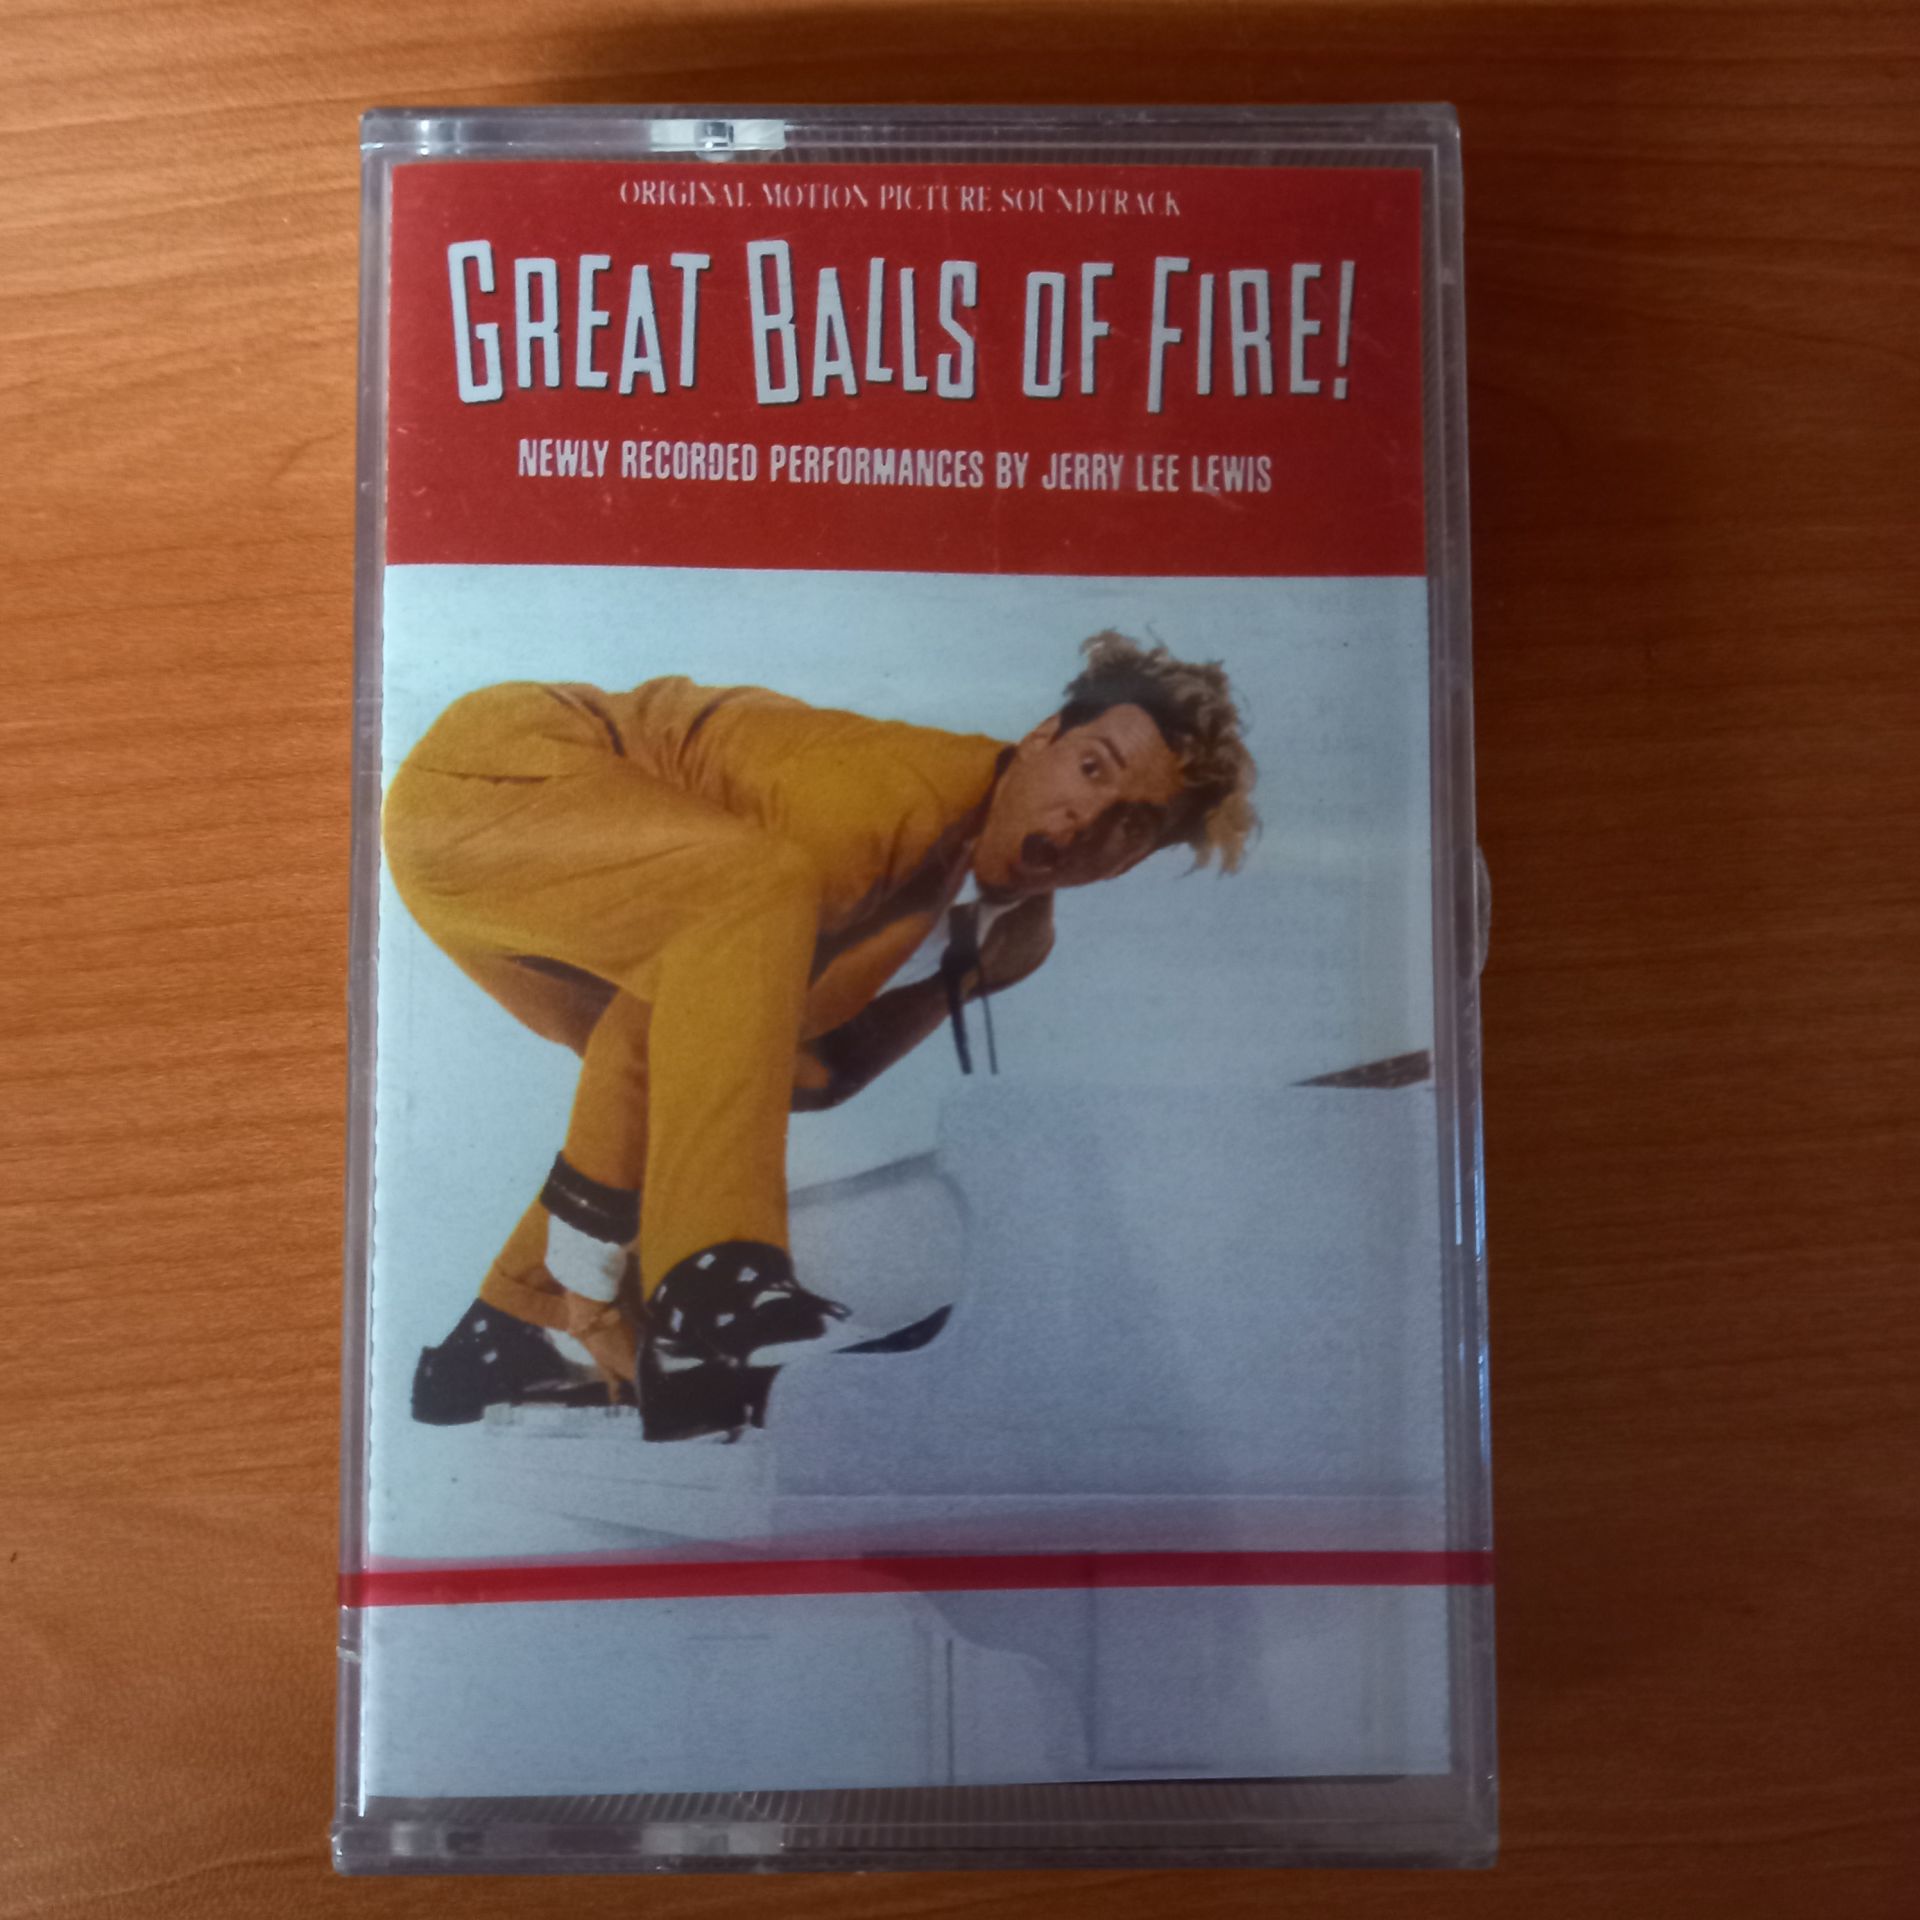 ORIGINAL MOTION PICTURE SOUNDTRACK
GREAT BALLS OF FIRE!
NEWLY RECORDED PERFORMANCES BY JERRY LEE LEWIS